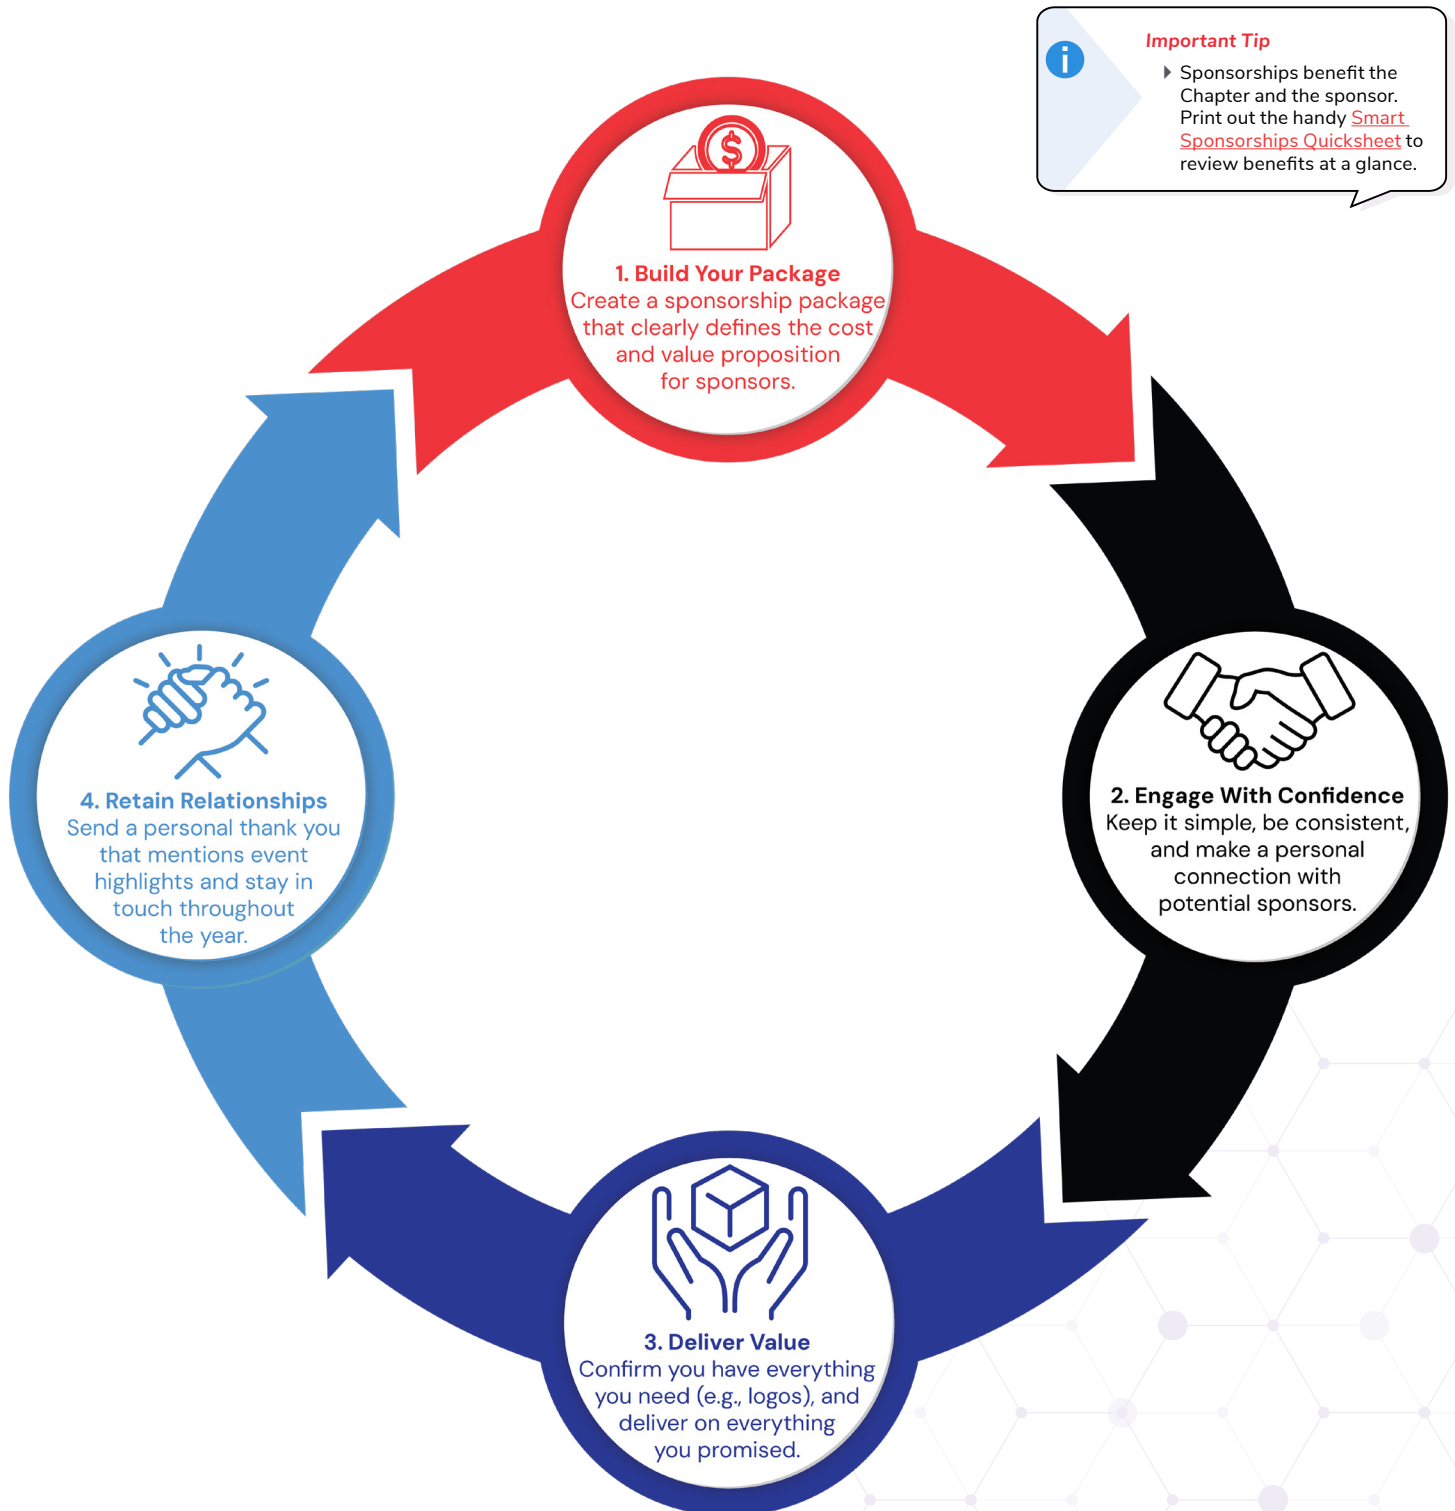 Important Tip
Sponsorships benefit the
Chapter and the sponsor.
Print out the handy Smart
Sponsorships Quicksheet to
review benefits at a glance.
1. Build Your Package
Create a sponsorship package
that clearly defines the cost
and value proposition
for sponsors.
2. Engage With Confidence
Keep it simple, be consistent,
and make a personal
connection with
potential sponsors.
3. Deliver Value
Confirm you have everything
you need (e.g., logos), and
deliver on everything
you promised.
4. Retain Relationships
Send a personal thank you
that mentions event
highlights and stay in
touch throughout
the year.